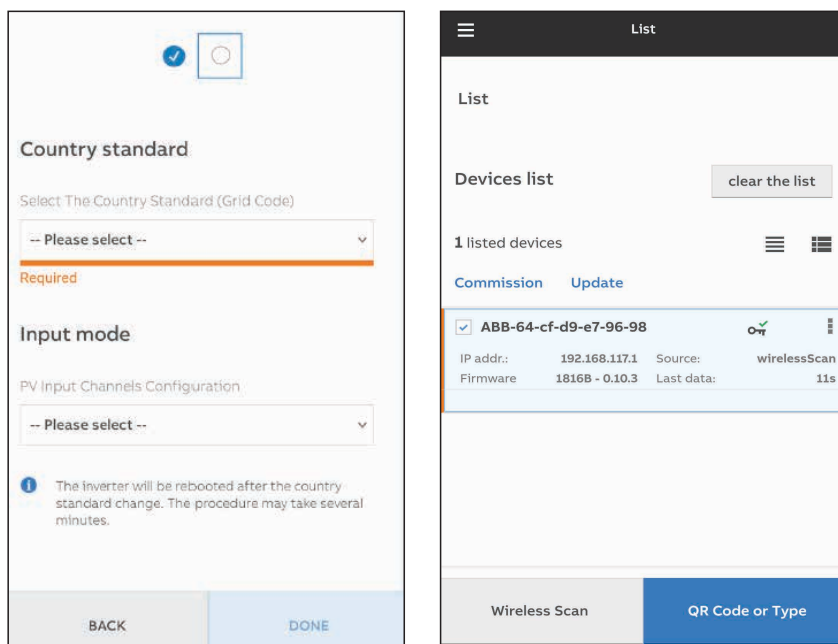 Country standard
Select The Country Standard (Grid Code)
-- Please select --
Required
Input mode
PV Input Channels Configuration
-- Please select --
The inverter will be rebooted after the country
standard change. The procedure may take several
minutes.
BACK
DONE
List
List
Devices list
clear the list
1 listed devices
Commission Update
ABB-64-cf-d9-e7-96-98
IP addr.: 192.168.117.1 Source: wirelessScan
Firmware 1816B - 0.10.3 Last data: 11s
Wireless Scan
QR Code or Type